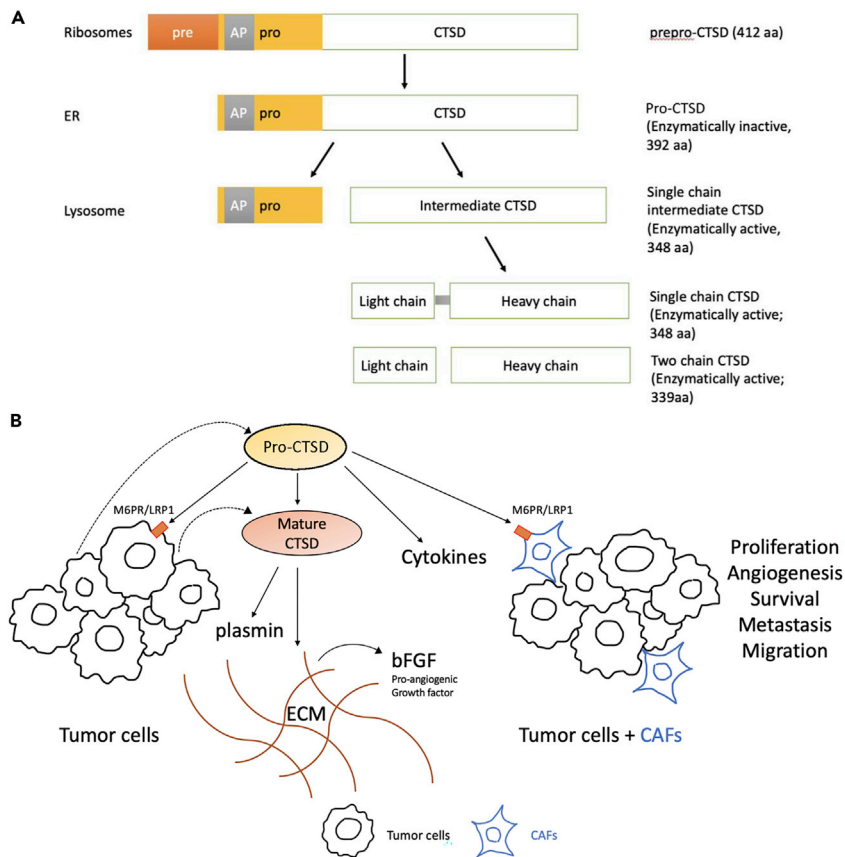 A
Ribosomes
pre
AP
pro
CTSD
prepro-CTSD (412 aa)
ER
AP
pro
CTSD
Pro-CTSD
(Enzymatically inactive,
392 aa)
Lysosome
AP
pro
Intermediate CTSD
Single chain
intermediate CTSD
(Enzymatically active,
348 aa)
Light chain
Heavy chain
Single chain CTSD
(Enzymatically active;
348 aa)
Light chain
Heavy chain
Two chain CTSD
(Enzymatically active;
339aa)
B
Pro-CTSD
M6PR/LRP1
Mature
CTSD
Cytokines
M6PR/LRP1
Proliferation
Angiogenesis
Survival
Metastasis
Migration
plasmin
bFGF
Pro-angiogenic
Growth factor
ECM
Tumor cells
Tumor cells + CAFs
Tumor cells
CAFs